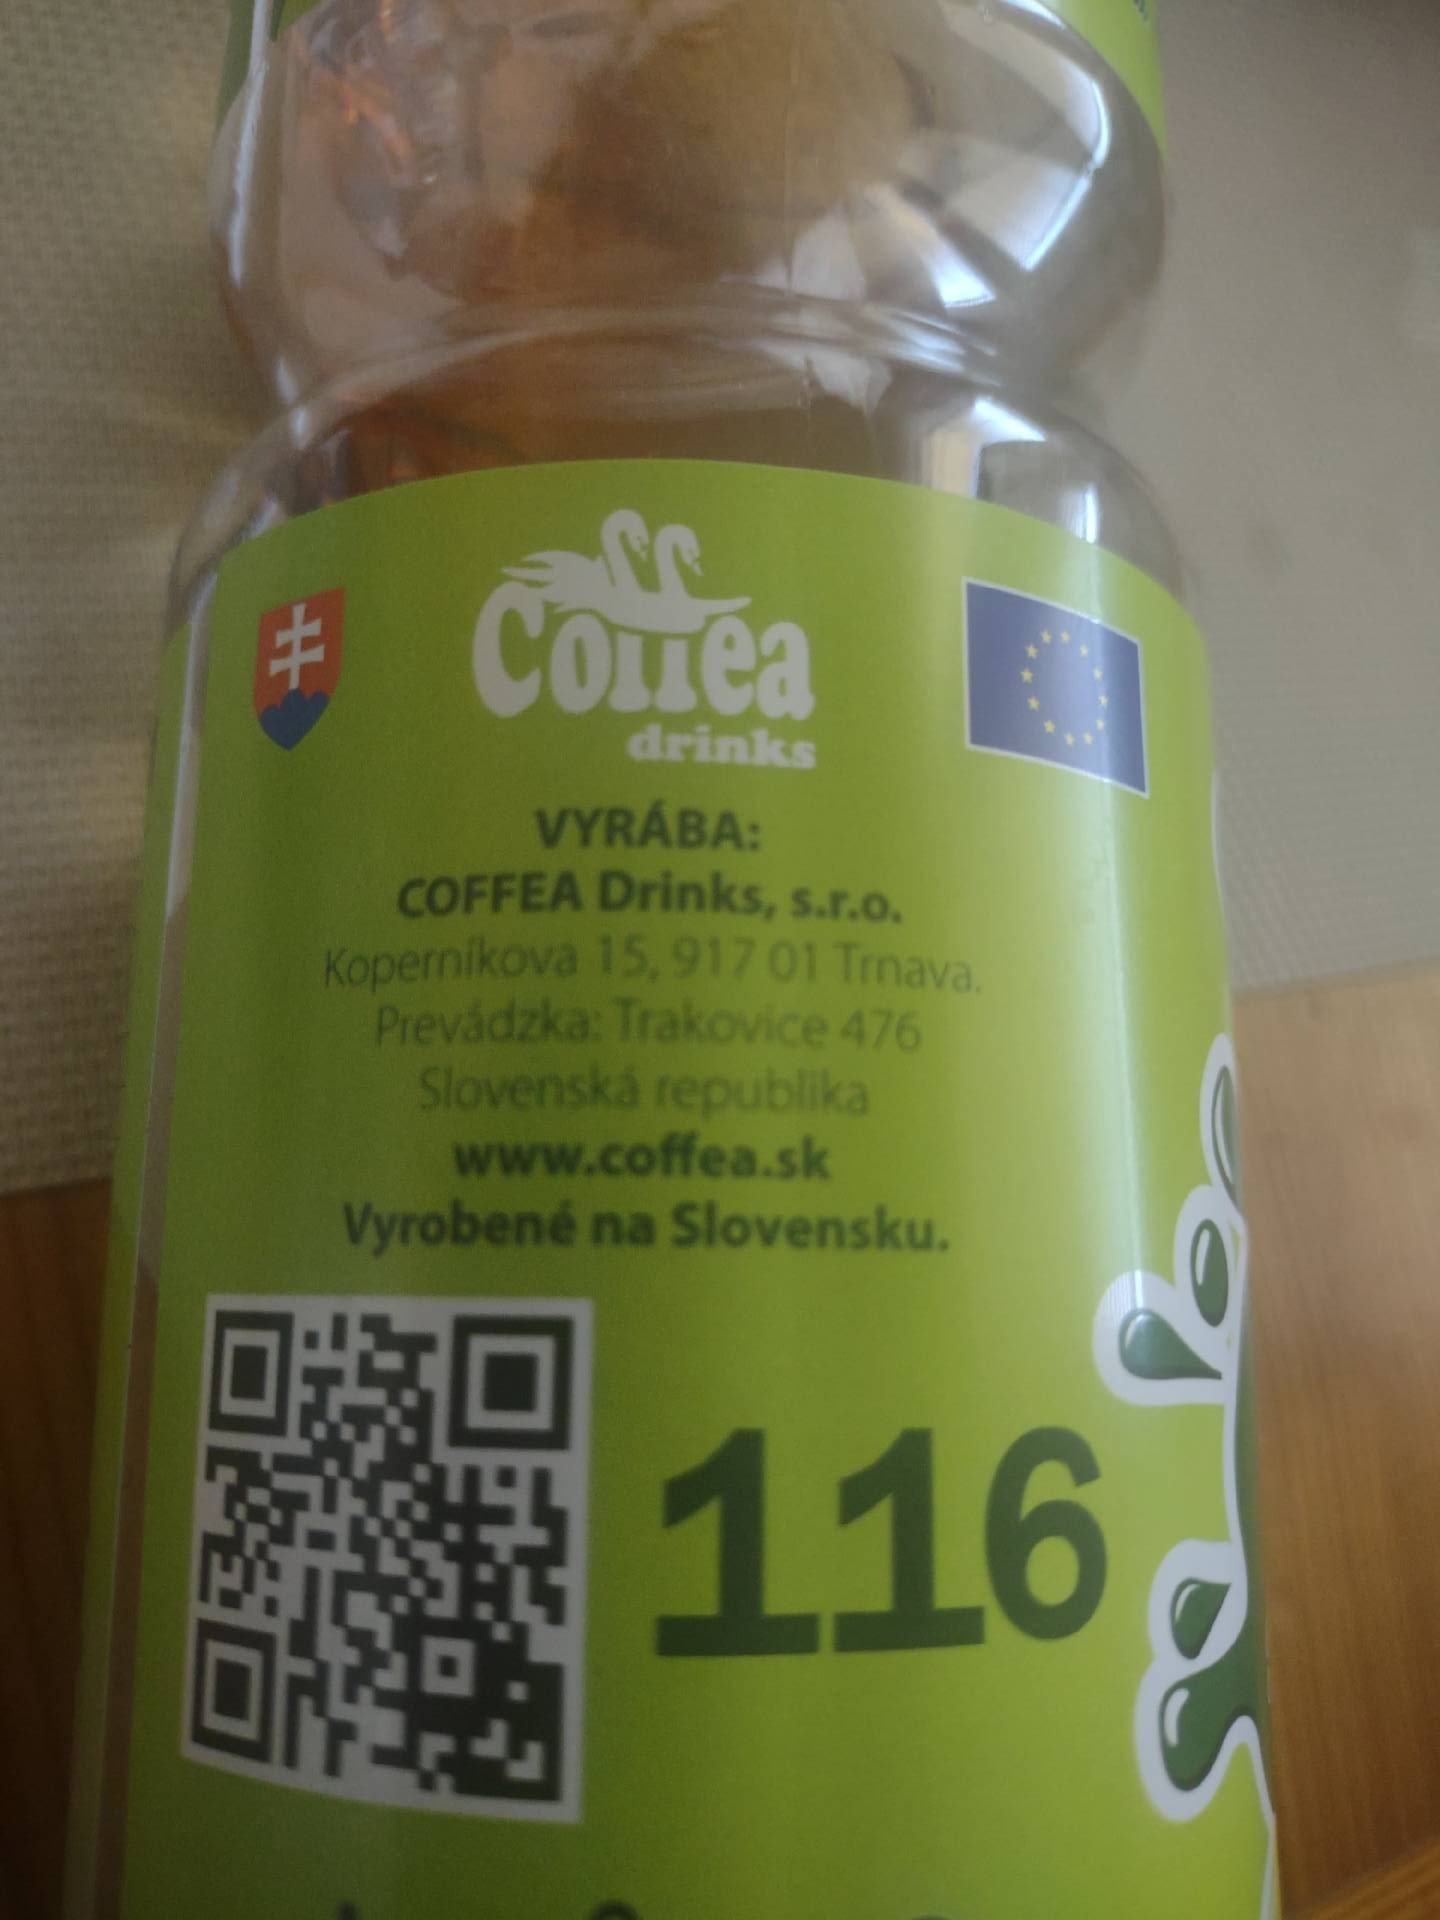 Coffea
drinks
VYRÁBA:
COFFEA Drinks, s.r.o.
Koperníkova 15, 917 01 Trnava.
Prevádzka: Trakovice 476
Slovenská republika
www.coffea.sk
Vyrobené na Slovensku.
116